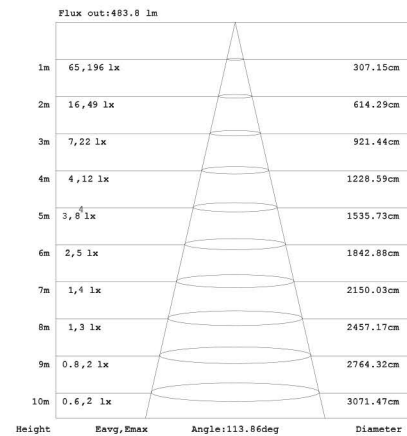 Flux out:483.8 lm
1m 65,196 lx 307.15cm
2m 16,49 lx 614.29cm
3m 7,22 lx 921.44cm
4m 4,12 lx 1228.59cm
4
5m 3,8 lx 1535.73cm
6m 2,5 lx 1842.88cm
7m 1,4 lx 2150.03cm
8m 1,3 lx 2457.17cm
9m 0.8,2 lx 2764.32cm
10m 0.6,2 lx 3071.47cm
Height Eavg,Emax Angle:113.86deg Diameter